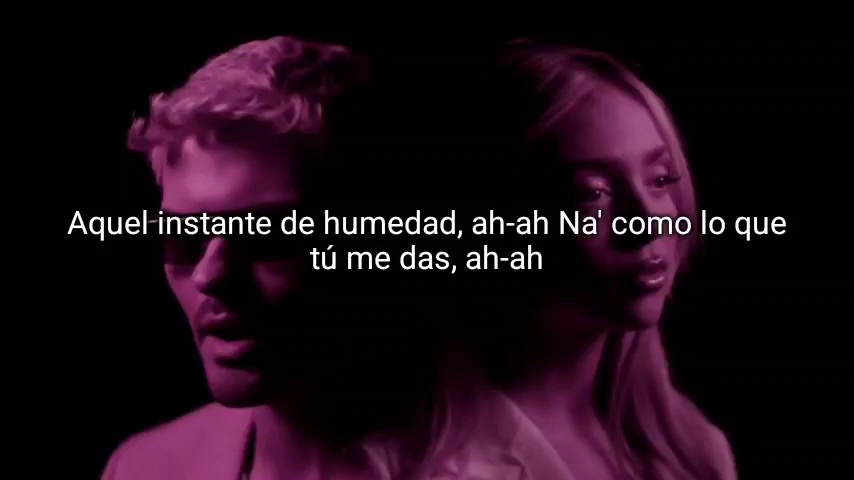 Aquel instante de humedad, ah-ah Na' como lo que
tú me das, ah-ah